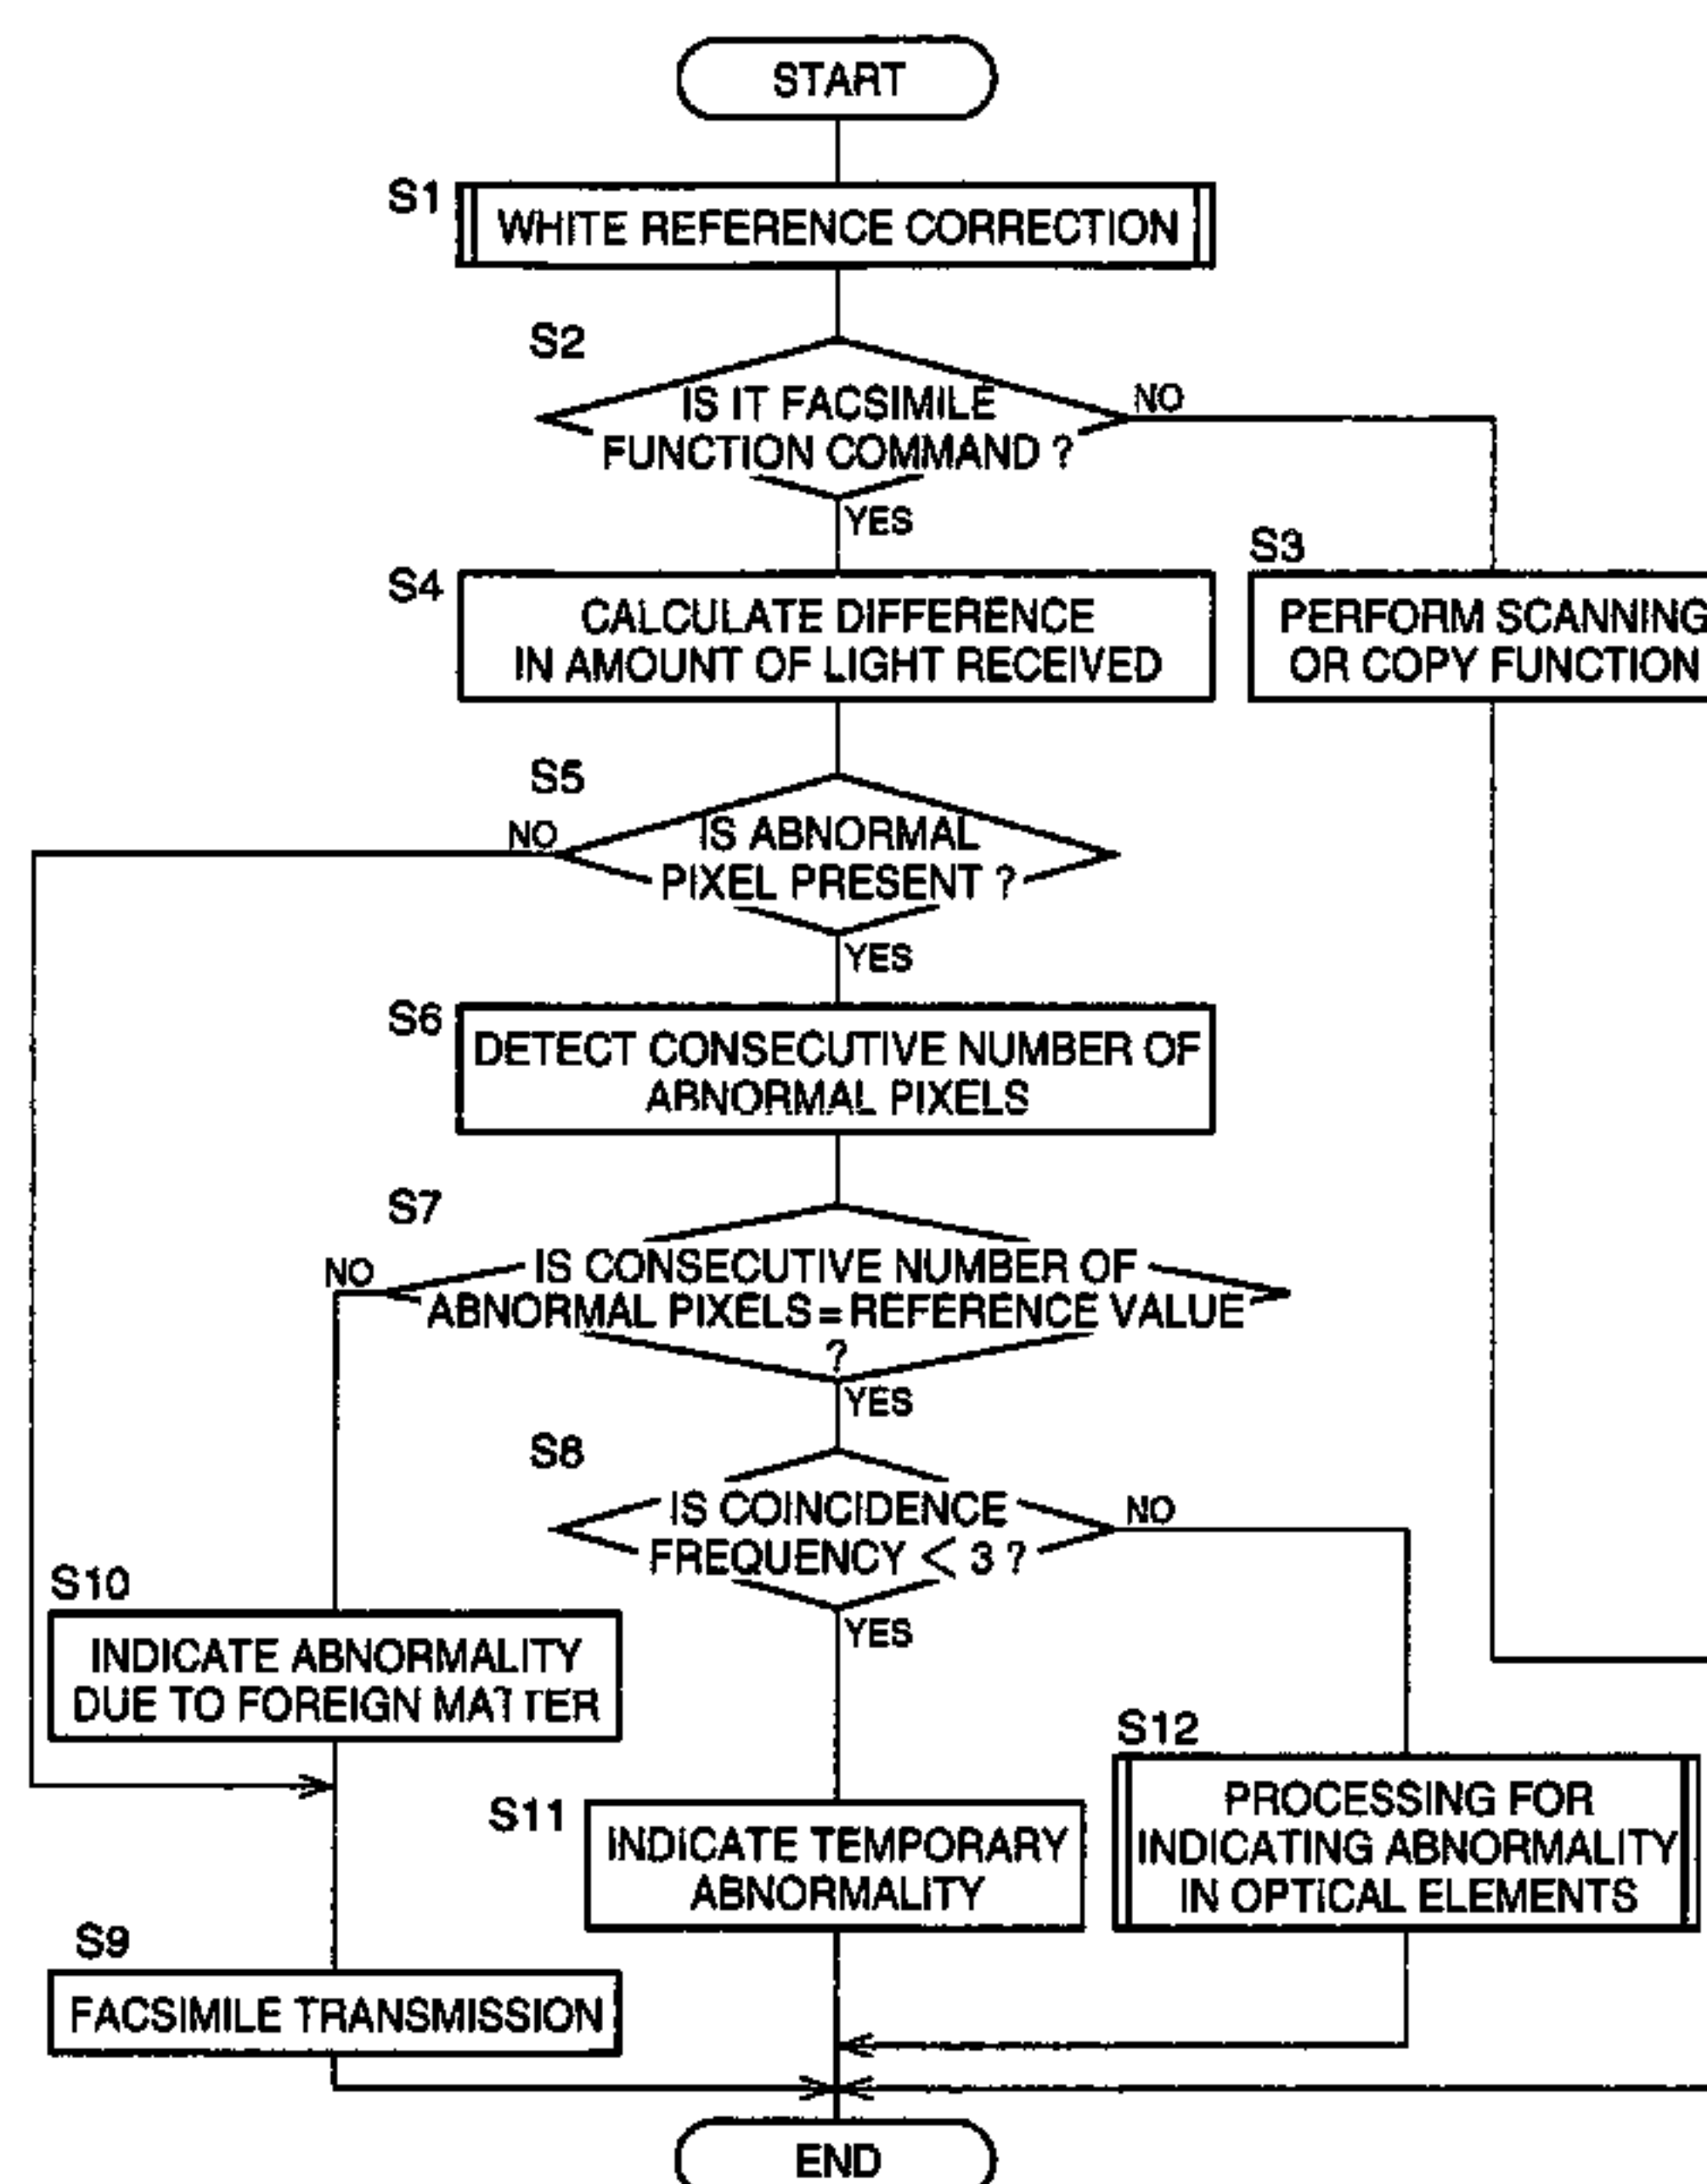 START
S1
WHITE REFERENCE CORRECTION
S2
IS IT FACSIMILE
FUNCTION COMMAND ?
NO
YES
S3
PERFORM SCANNING
OR COPY FUNCTION
S4
CALCULATE DIFFERENCE
IN AMOUNT OF LIGHT RECEIVED
S5
NO
IS ABNORMAL
PIXEL PRESENT ?
YES
S6
DETECT CONSECUTIVE NUMBER OF
ABNORMAL PIXELS
S7
NO
IS CONSECUTIVE NUMBER OF
ABNORMAL PIXELS = REFERENCE VALUE
?
YES
S8
IS COINCIDENCE
FREQUENCY < 3 ?
NO
YES
S10
INDICATE ABNORMALITY
DUE TO FOREIGN MATTER
S12
PROCESSING FOR
INDICATING ABNORMALITY
IN OPTICAL ELEMENTS
S11
INDICATE TEMPORARY
ABNORMALITY
S9
FACSIMILE TRANSMISSION
END